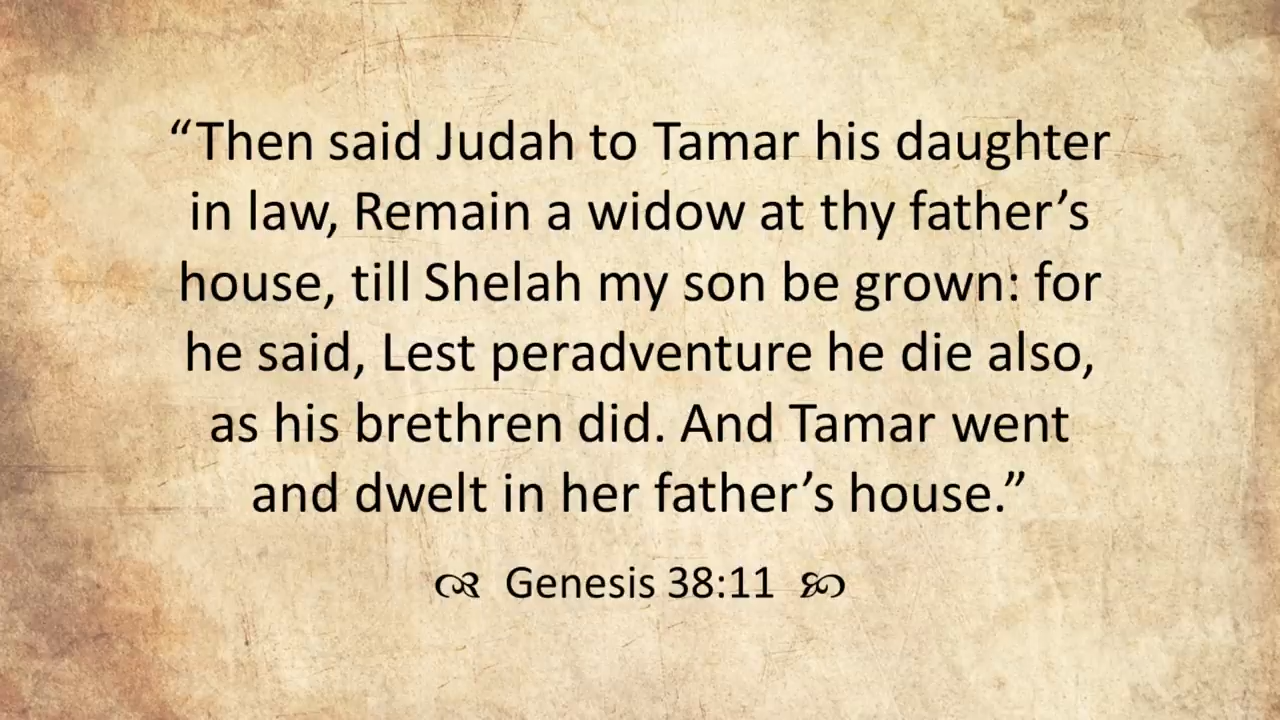 “Then said Judah to Tamar his daughter
in law, Remain a widow at thy father’s
house, till Shelah my son be grown: for
he said, Lest peradventure he die also,
as his brethren did. And Tamar went
and dwelt in her father’s house.”
Genesis 38:11